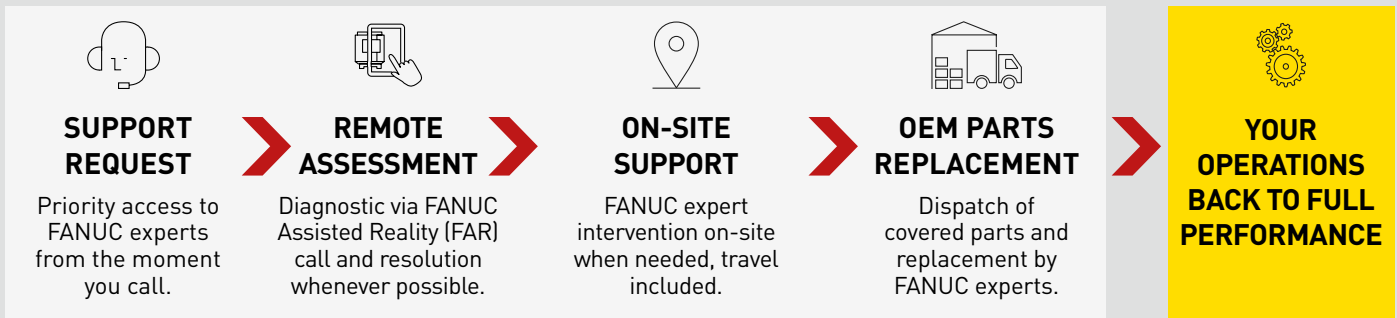 SUPPORT
REQUEST
Priority access to
FANUC experts
from the moment
you call.
REMOTE
ASSESSMENT
Diagnostic via FANUC
Assisted Reality (FAR)
call and resolution
whenever possible.
ON-SITE
SUPPORT
FANUC expert
intervention on-site
when needed, travel
included.
OEM PARTS
REPLACEMENT
Dispatch of
covered parts and
replacement by
FANUC experts.
YOUR
OPERATIONS
BACK TO FULL
PERFORMANCE